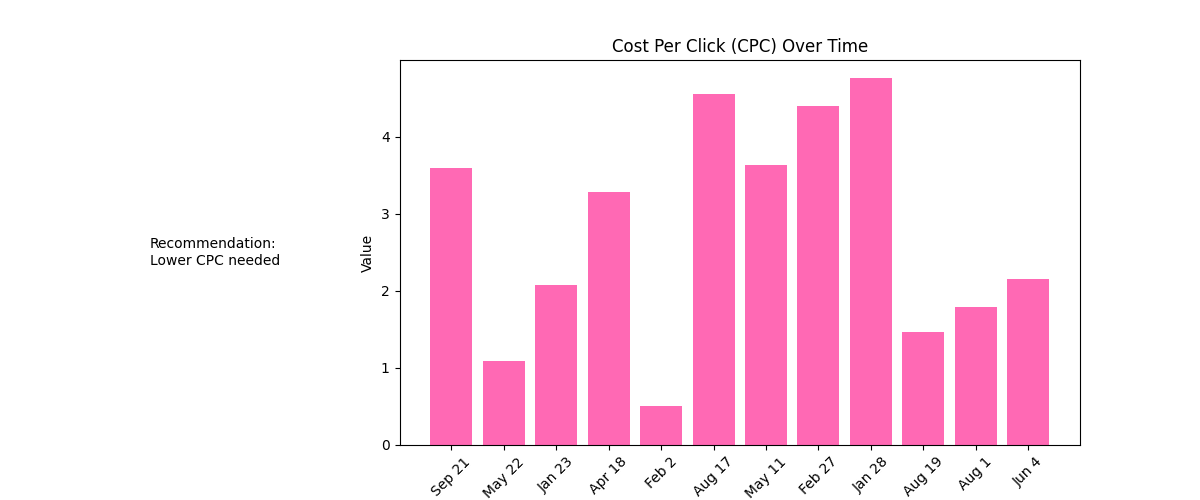 Cost Per Click (CPC) Over Time
Recommendation:
Lower CPC needed
Value
4
3
2
1
0
Sep 21
May 22
Jan 23
Apr 18
Feb 2
Aug 17
May 11
Feb 27
Jan 28
Aug 19
Aug 1
Jun 4